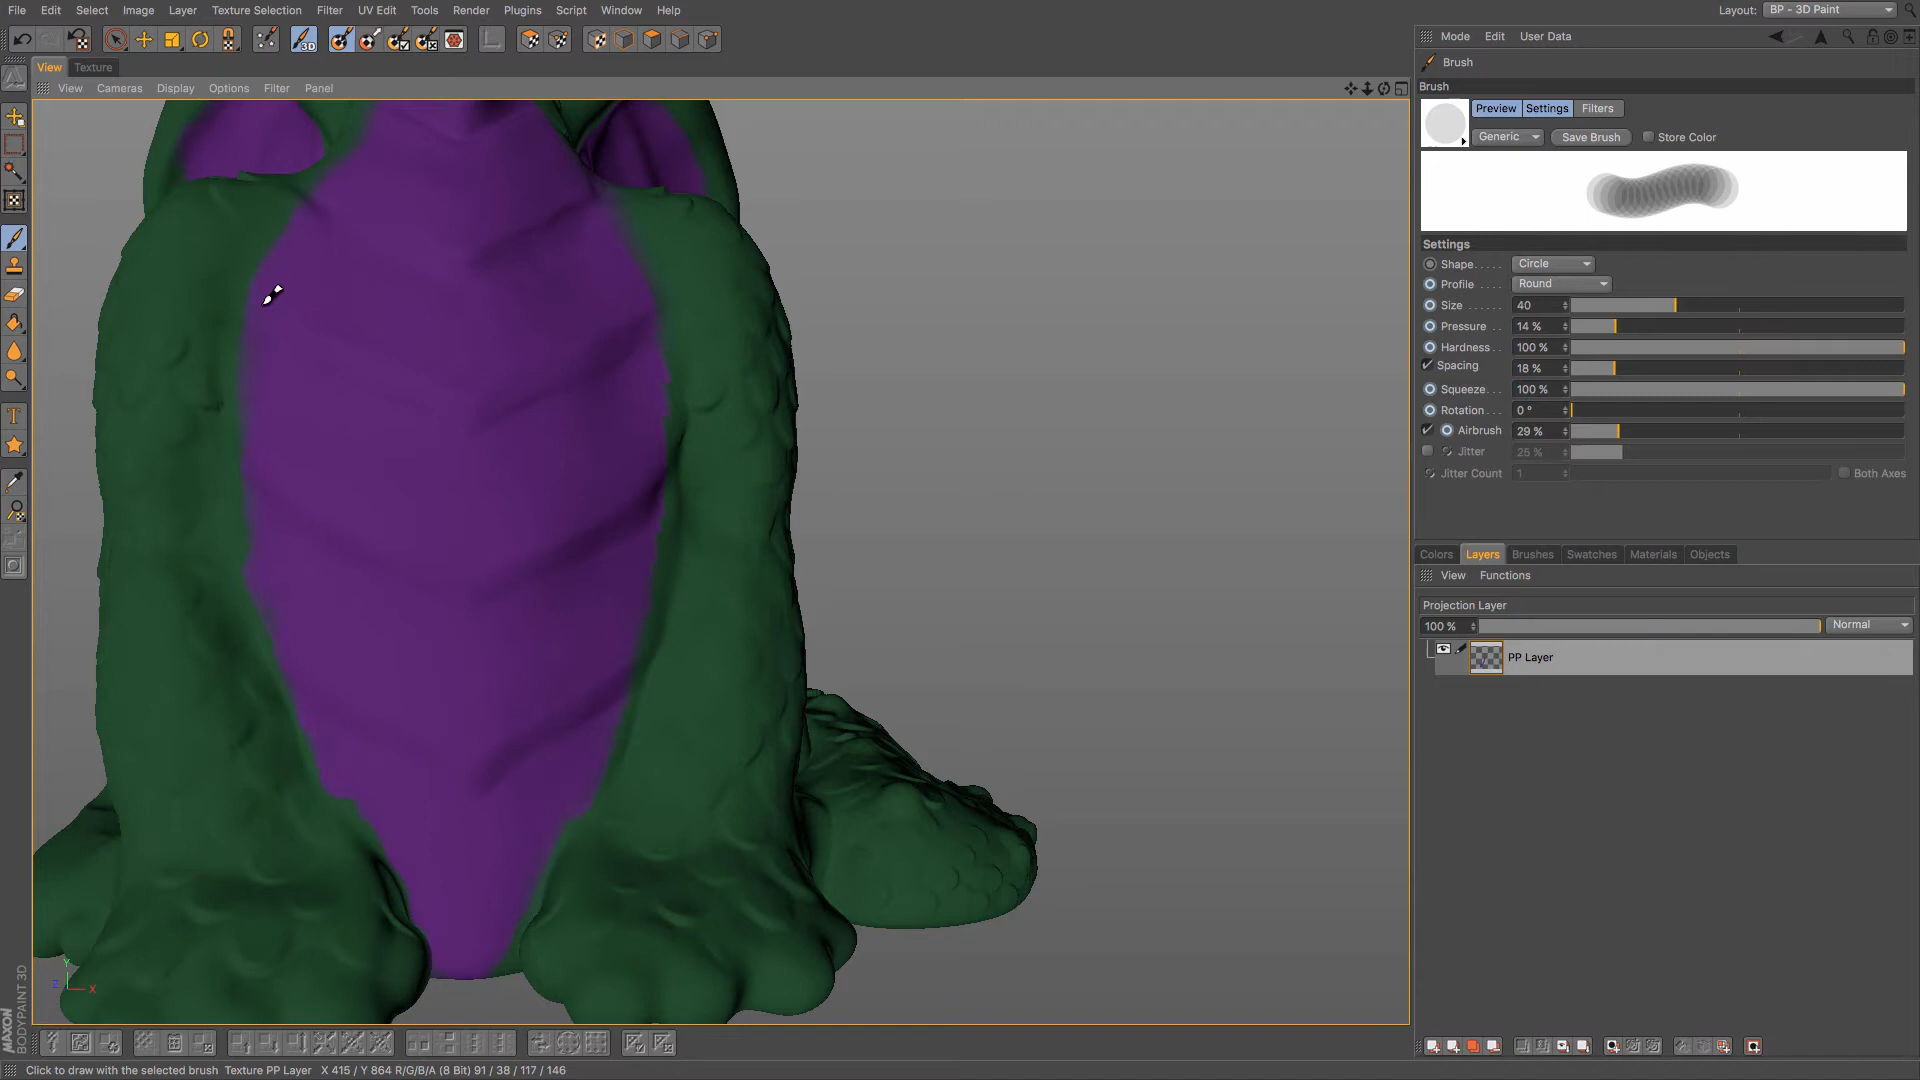 File Edit Select Image Layer Texture Selection Filter UV Edit Tools Render Plugins Script Window Help Layout: BP - 3D Paint
3D
View Texture
View Cameras Display Options Filter Panel
Mode Edit User Data
Brush
Brush
Preview Settings Filters
Generic Save Brush Store Color
Settings
Shape..... Circle
Profile .... Round
Size ...... 40
Pressure .. 14 %
Hardness.. 100 %
Spacing 18 %
Squeeze... 100 %
Rotation... 0 °
Airbrush 29 %
Jitter 25 %
Jitter Count 1 Both Axes
Colors Layers Brushes Swatches Materials Objects
View Functions
Projection Layer
100 % Normal
PP Layer
Y
Z X
MAXON
BODYPAINT 3D
Click to draw with the selected brush Texture PP Layer X 415 / Y 864 R/G/B/A (8 Bit) 91 / 38 / 117 / 146